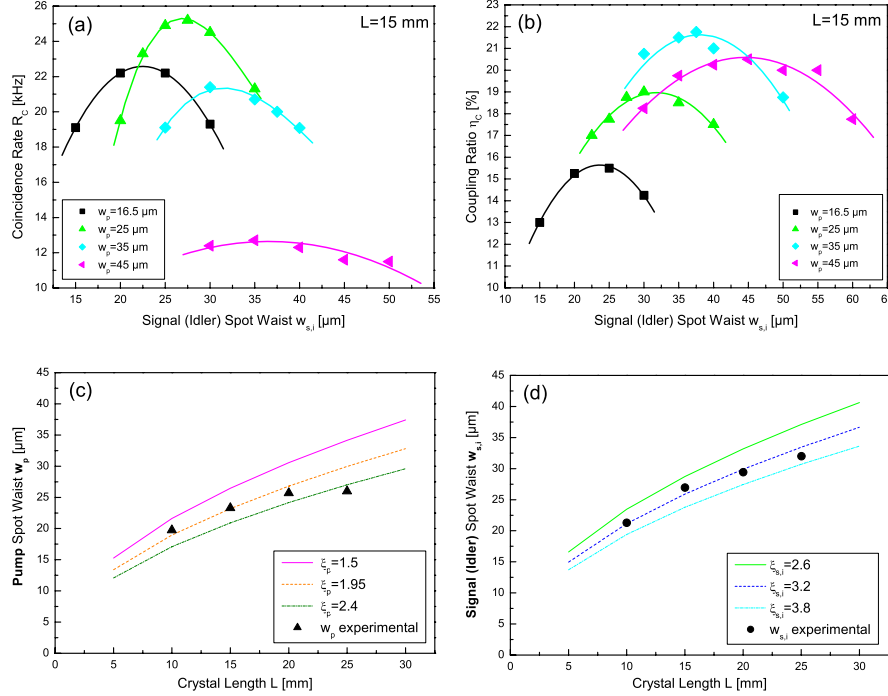 (a)
L=15 mm
Coincidence Rate R_C [kHz]
26
24
22
20
18
16
14
12
10
w_p=16.5 µm
w_p=25 µm
w_p=35 µm
w_p=45 µm
15 20 25 30 35 40 45 50 55
Signal (Idler) Spot Waist w_s,i [µm]
(b)
L=15 mm
Coupling Ratio η_C [%]
23
22
21
20
19
18
17
16
15
14
13
12
11
10
w_p=16.5 µm
w_p=25 µm
w_p=35 µm
w_p=45 µm
10 15 20 25 30 35 40 45 50 55 60
Signal (Idler) Spot Waist w_s,i [µm]
(c)
Pump Spot Waist w_p [µm]
45
40
35
30
25
20
15
10
5
0
ξ_p=1.5
ξ_p=1.95
ξ_p=2.4
w_p experimental
0 5 10 15 20 25 30
Crystal Length L [mm]
(d)
Signal (Idler) Spot Waist w_s,i [µm]
45
40
35
30
25
20
15
10
5
0
ξ_s,i=2.6
ξ_s,i=3.2
ξ_s,i=3.8
w_s,i experimental
0 5 10 15 20 25 30
Crystal Length L [mm]